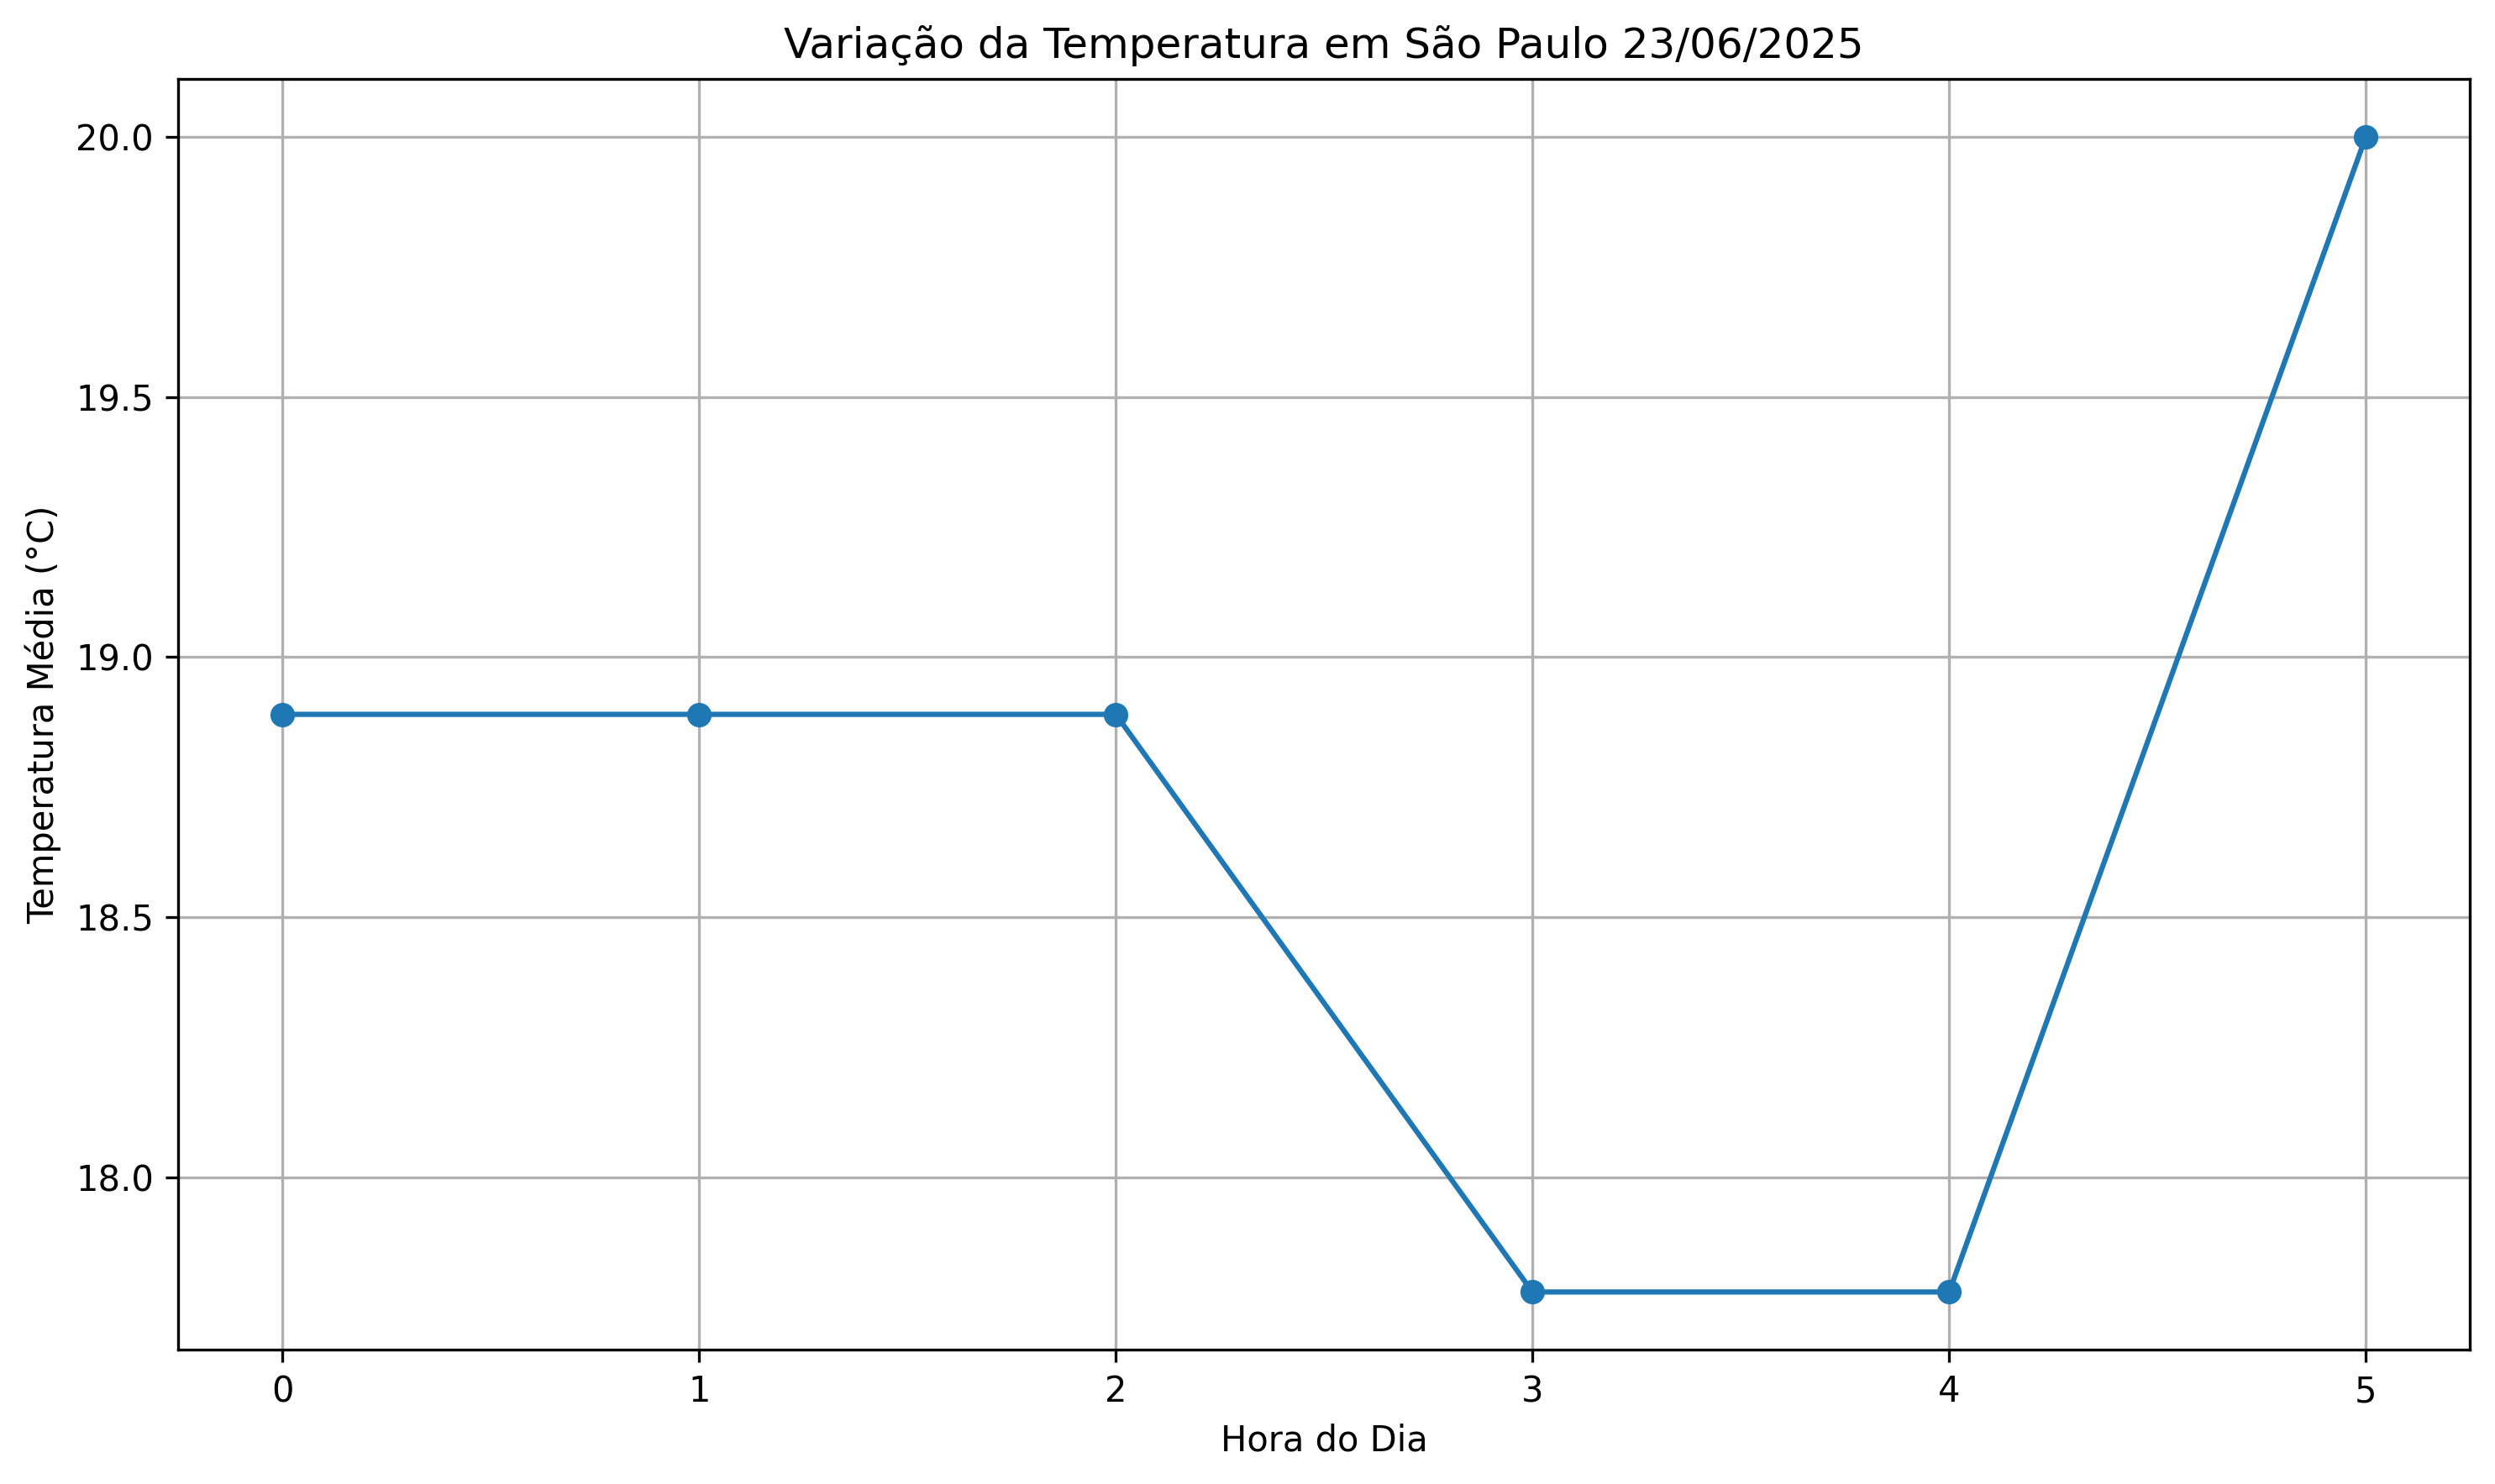 Variação da Temperatura em São Paulo 23/06/2025
20.0
19.5
19.0
18.5
18.0
Temperatura Média (°C)
0 1 2 3 4 5
Hora do Dia